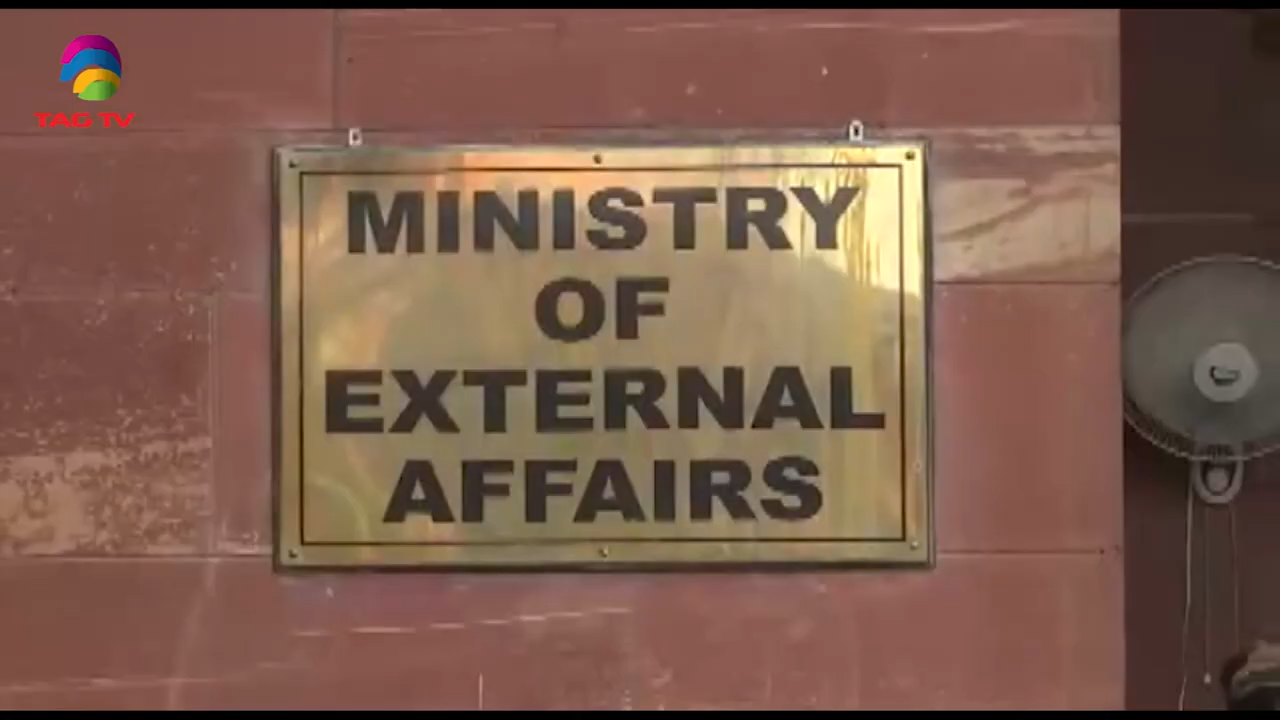 TAG TV
MINISTRY
OF
EXTERNAL
AFFAIRS